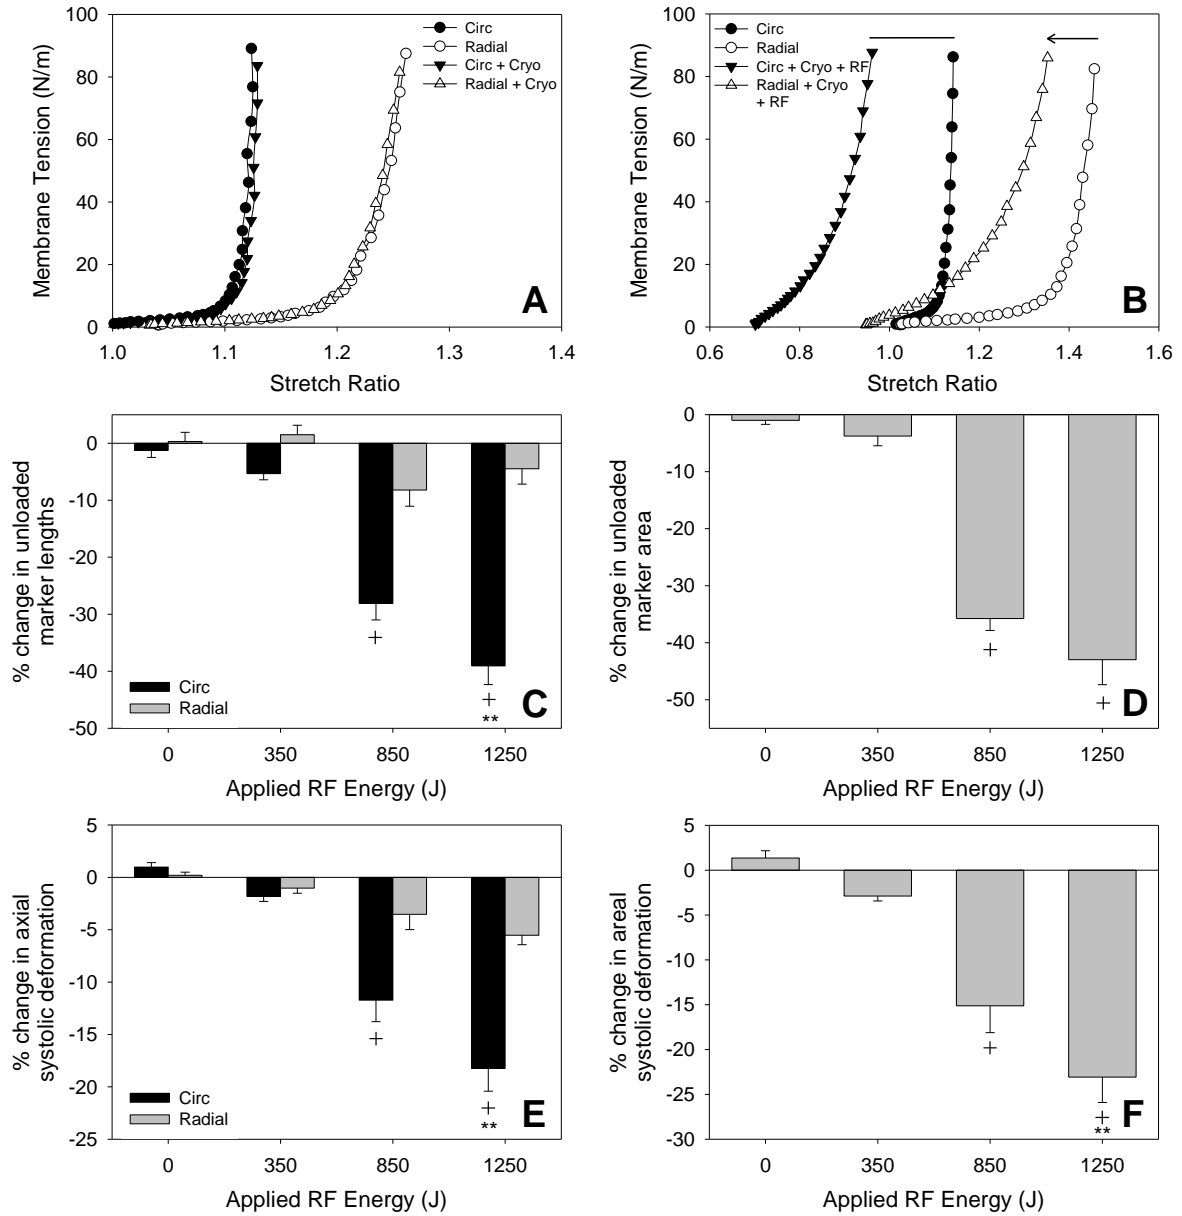 100
80
60
40
20
0
Membrane Tension (N/m)
Circ
Radial
Circ + Cryo
Radial + Cryo
A
1.0 1.1 1.2 1.3 1.4
Stretch Ratio
100
80
60
40
20
0
Membrane Tension (N/m)
Circ
Radial
Circ + Cryo + RF
Radial + Cryo
+ RF
B
0.6 0.8 1.0 1.2 1.4 1.6
Stretch Ratio
0
-10
-20
-30
-40
-50
% change in unloaded
marker lengths
+
+
**
Circ
Radial
C
0 350 850 1250
Applied RF Energy (J)
0
-10
-20
-30
-40
-50
% change in unloaded
marker area
+
+
D
0 350 850 1250
Applied RF Energy (J)
5
0
-5
-10
-15
-20
-25
% change in axial
systolic deformation
+
+
**
Circ
Radial
E
0 350 850 1250
Applied RF Energy (J)
5
0
-5
-10
-15
-20
-25
-30
% change in areal
systolic deformation
+
+
**
F
0 350 850 1250
Applied RF Energy (J)